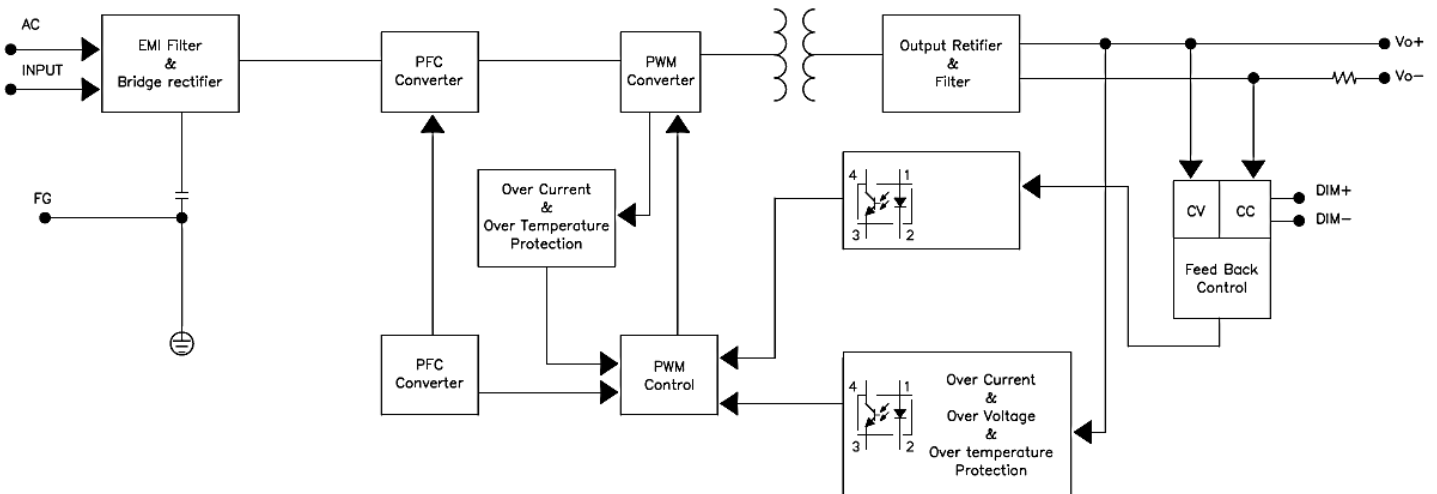 AC
INPUT
EMI Filter
&
Bridge rectifier
PFC
Converter
PWM
Converter
Output Retifier
&
Filter
Vo+
Vo-
FG
Over Current
&
Over Temperature
Protection
4 1
3 2
CV CC
DIM+
DIM-
Feed Back
Control
PFC
Converter
PWM
Control
4 1
3 2
Over Current
&
Over Voltage
&
Over temperature
Protection